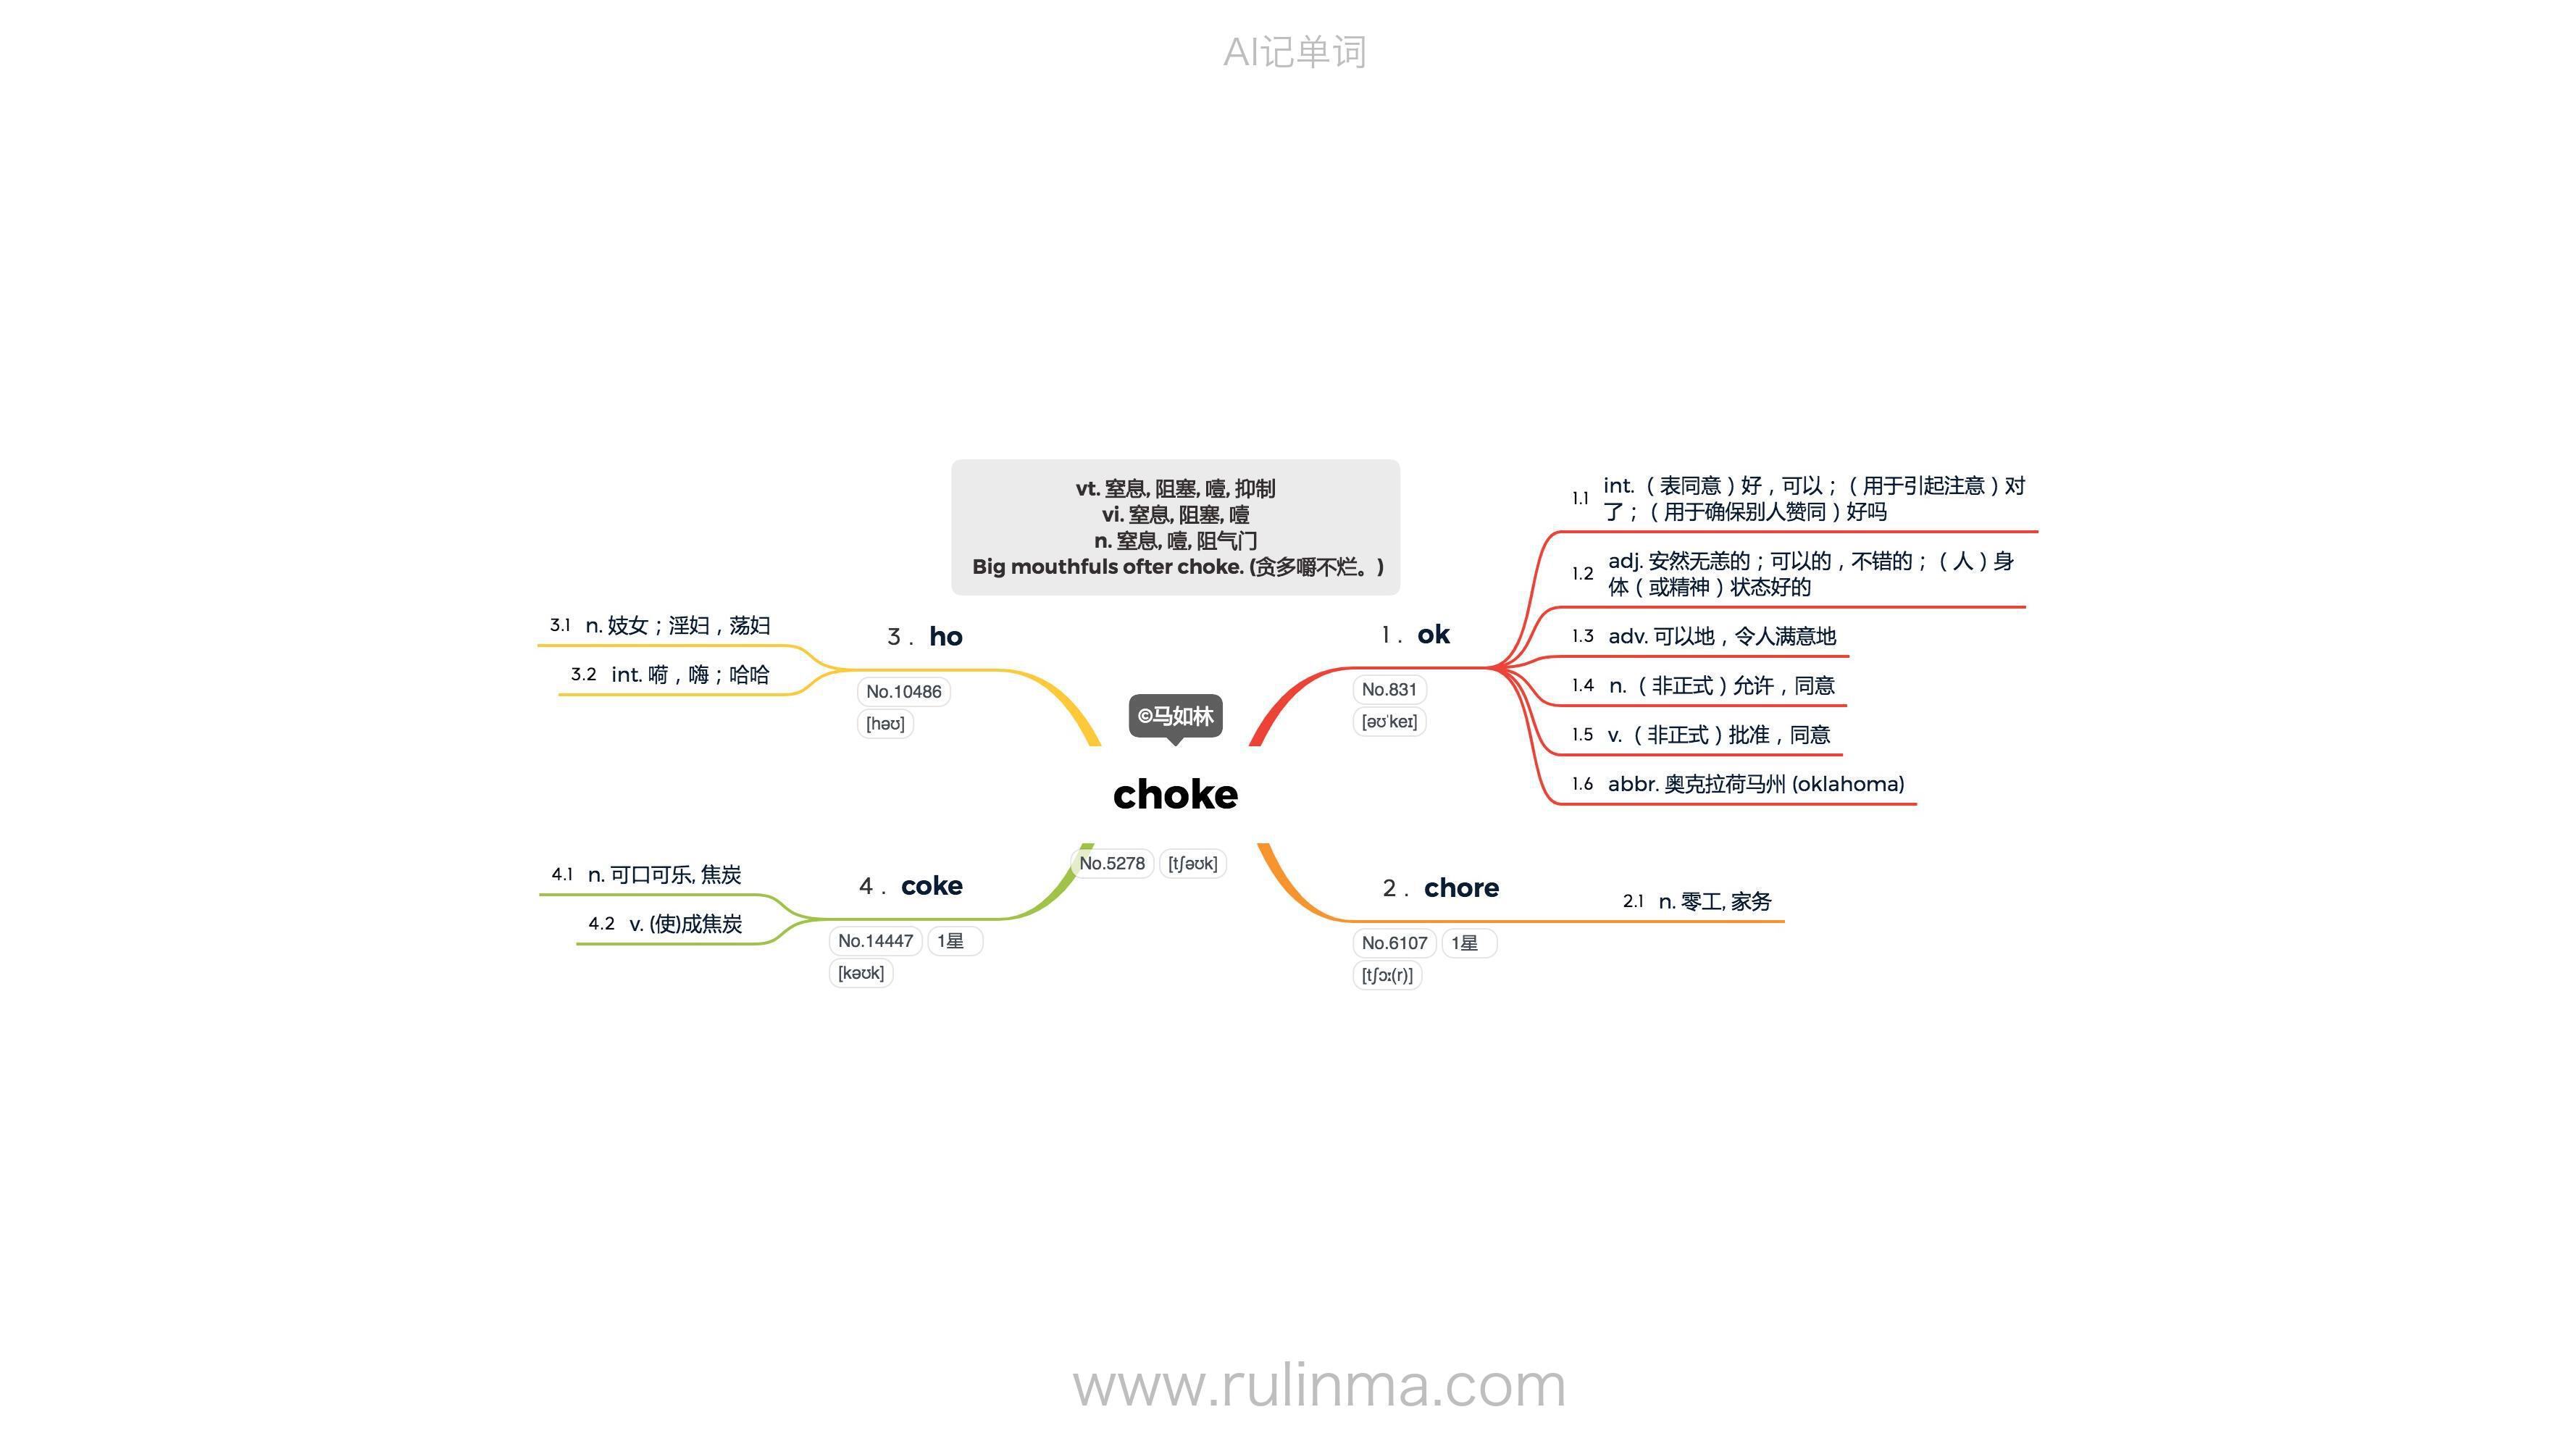 AI记单词
vt. 窒息, 阻塞, 噎, 抑制
vi. 窒息, 阻塞, 噎
n. 窒息, 噎, 阻气门
Big mouthfuls ofter choke. (贪多嚼不烂。)
©马如林
choke
No.5278 [tʃəʊk]
1. ok
No.831
[əʊˈkeɪ]
1.1 int.（表同意）好，可以；（用于引起注意）对
了；（用于确保别人赞同）好吗
1.2 adj. 安然无恙的；可以的，不错的；（人）身
体（或精神）状态好的
1.3 adv. 可以地，令人满意地
1.4 n.（非正式）允许，同意
1.5 v.（非正式）批准，同意
1.6 abbr. 奥克拉荷马州 (oklahoma)
2. chore
No.6107 1星
[tʃɔː(r)]
2.1 n. 零工, 家务
3. ho
No.10486
[həʊ]
3.1 n. 妓女；淫妇，荡妇
3.2 int. 嗬，嗨；哈哈
4. coke
No.14447 1星
[kəʊk]
4.1 n. 可口可乐, 焦炭
4.2 v. (使)成焦炭
www.rulinma.com